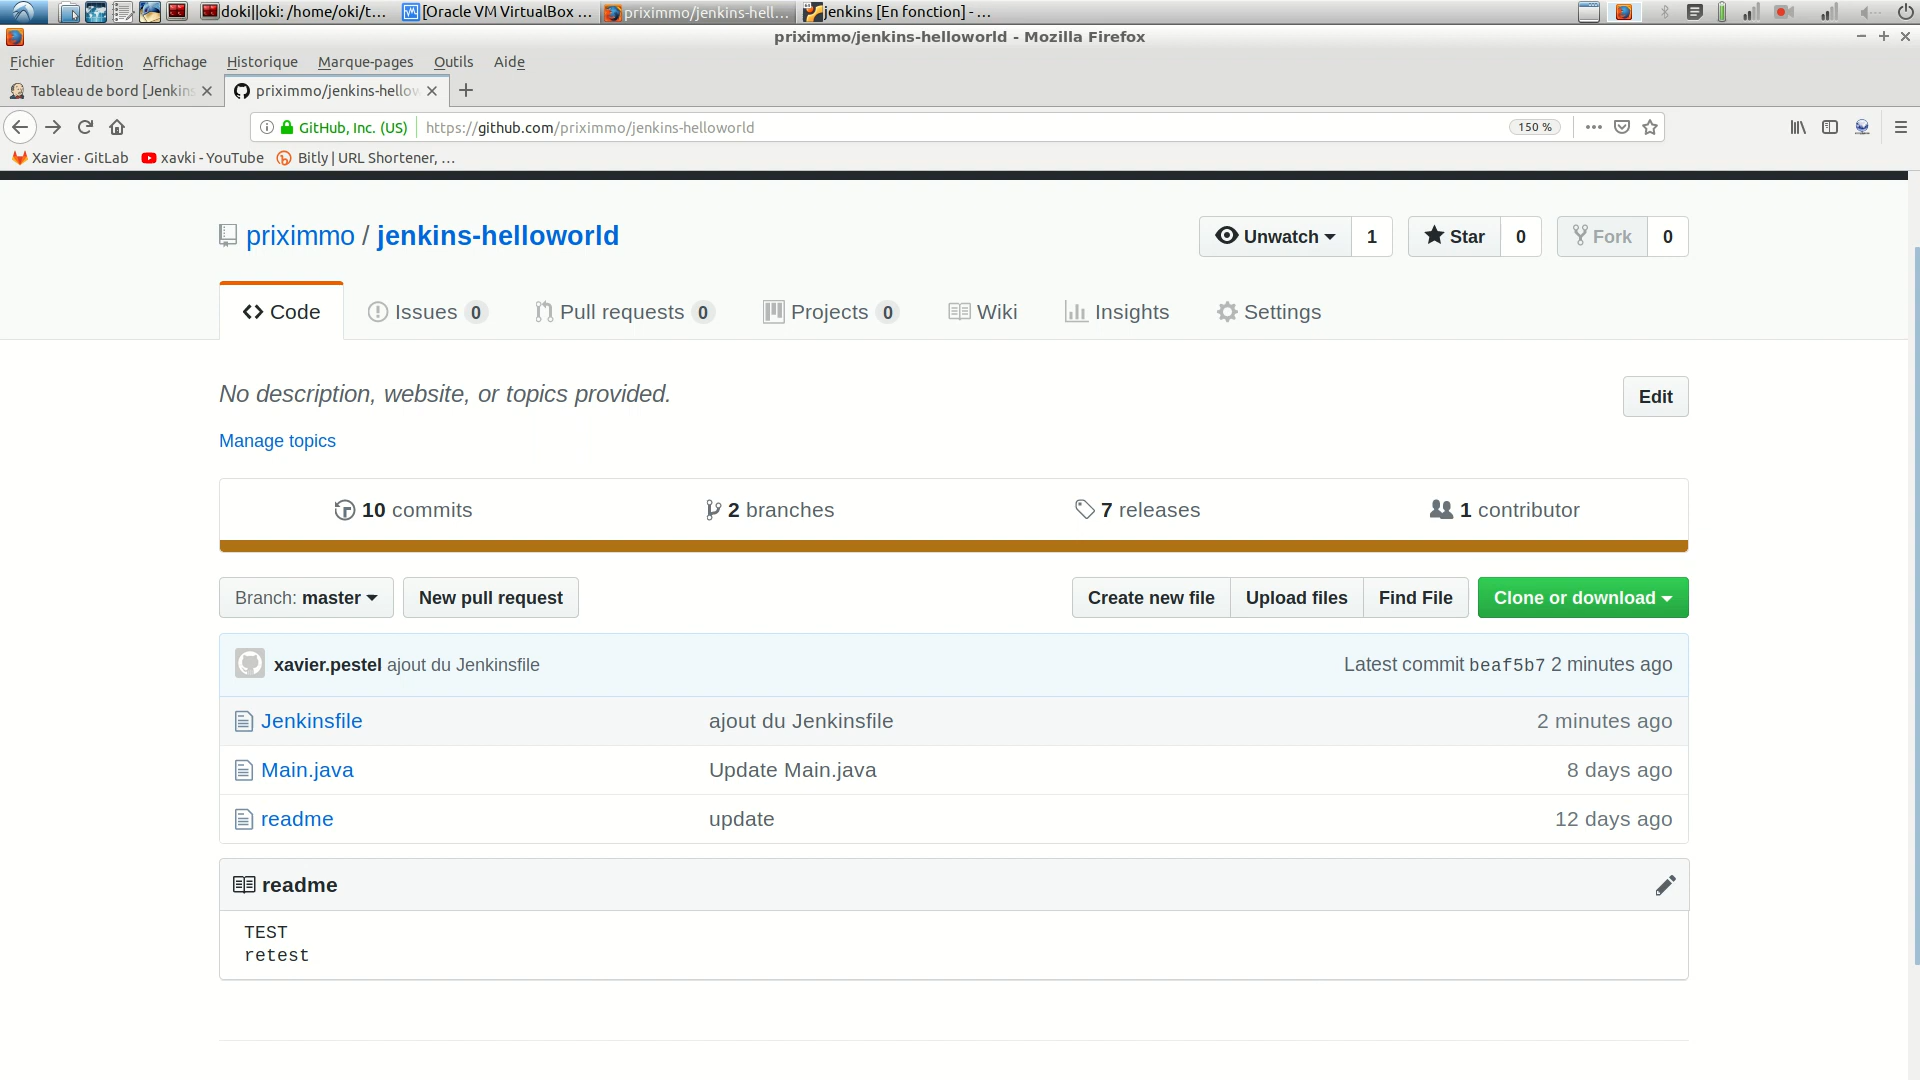 doki||oki: /home/oki/t... [Oracle VM VirtualBox ... priximmo/jenkins-hell... jenkins [En fonction] - ...
priximmo/jenkins-helloworld - Mozilla Firefox
Fichier Édition Affichage Historique Marque-pages Outils Aide
Tableau de bord [Jenkins priximmo/jenkins-hellow
GitHub, Inc. (US) https://github.com/priximmo/jenkins-helloworld 150 %
Xavier · GitLab xavki - YouTube Bitly | URL Shortener, ...
priximmo / jenkins-helloworld Unwatch 1 Star 0 Fork 0
Code Issues 0 Pull requests 0 Projects 0 Wiki Insights Settings
No description, website, or topics provided. Edit
Manage topics
10 commits 2 branches 7 releases 1 contributor
Branch: master New pull request Create new file Upload files Find File Clone or download
xavier.pestel ajout du Jenkinsfile Latest commit beaf5b7 2 minutes ago
Jenkinsfile ajout du Jenkinsfile 2 minutes ago
Main.java Update Main.java 8 days ago
readme update 12 days ago
readme
TEST
retest